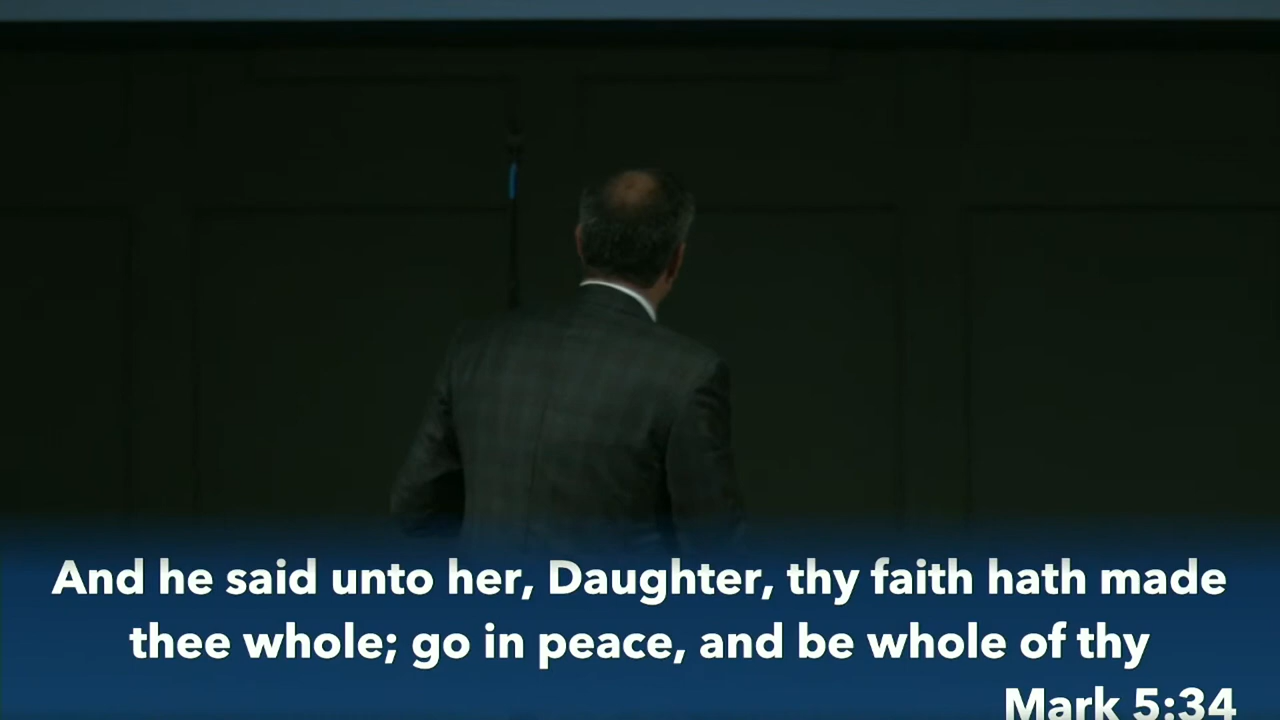 And he said unto her, Daughter, thy faith hath made
thee whole; go in peace, and be whole of thy
Mark 5:34